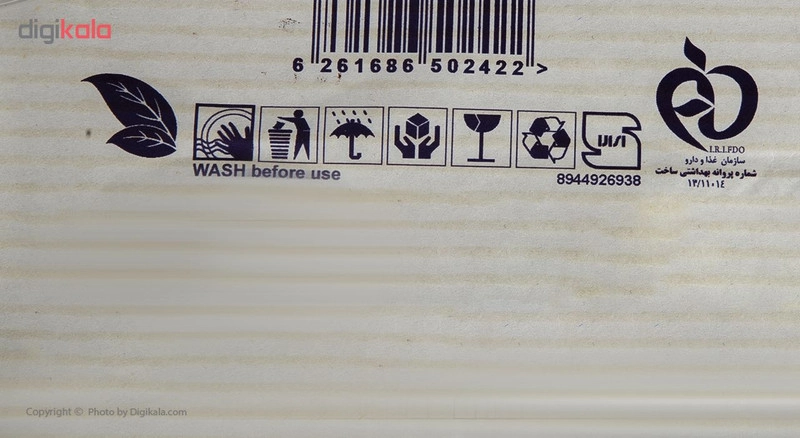 digikala
6 261686 502422 >
I.R.I.FDO
سازمان غذا و دارو
شماره پروانه بهداشتی ساخت
۱۳/۱۱۰۱٤
WASH before use
8944926938
Copyright © Photo by Digikala.com